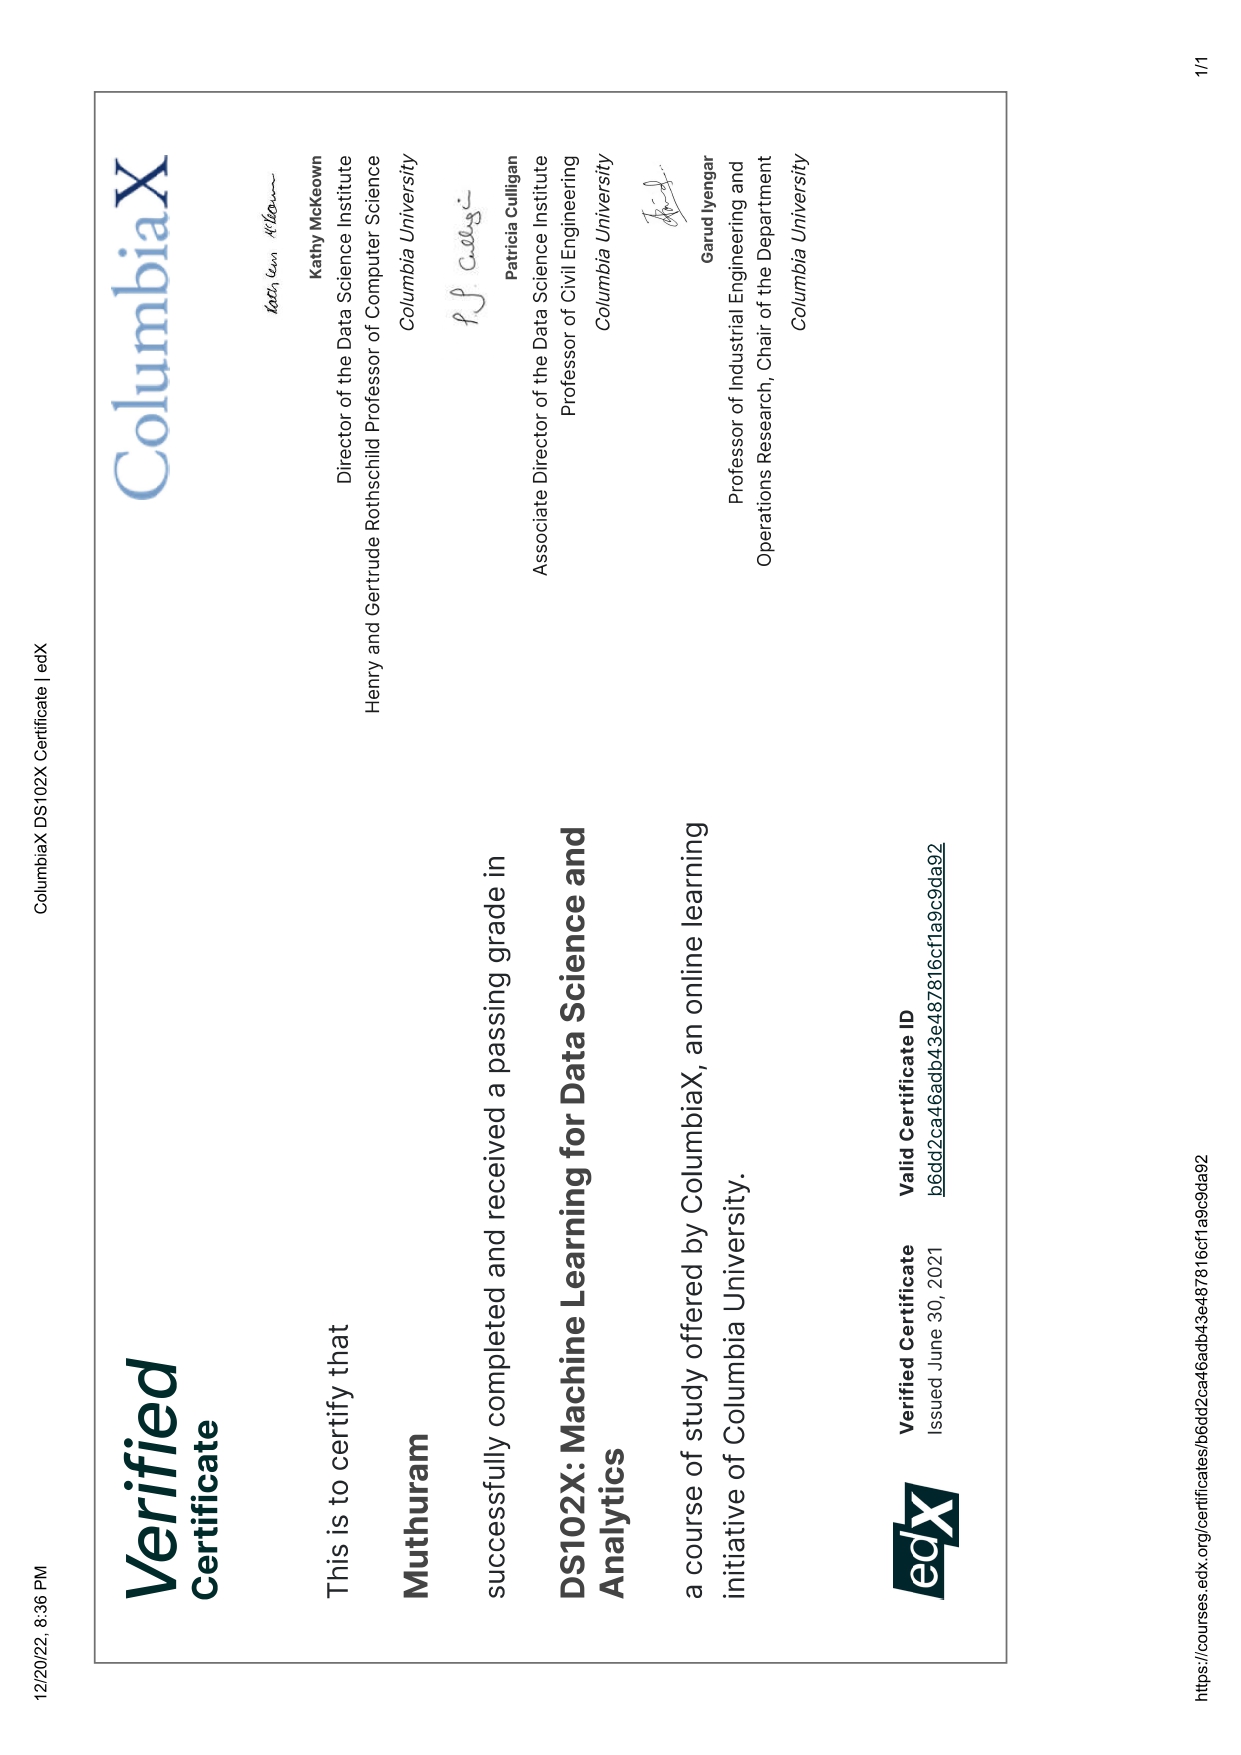 12/20/22, 8:36 PM
ColumbiaX DS102X Certificate | edX
Verified
Certificate
ColumbiaX
This is to certify that
Muthuram
successfully completed and received a passing grade in
DS102X: Machine Learning for Data Science and
Analytics
a course of study offered by ColumbiaX, an online learning
initiative of Columbia University.
Kathleen McKeown
Kathy McKeown
Director of the Data Science Institute
Henry and Gertrude Rothschild Professor of Computer Science
Columbia University
P. J. Culligan
Patricia Culligan
Associate Director of the Data Science Institute
Professor of Civil Engineering
Columbia University
Garud Iyengar
Professor of Industrial Engineering and
Operations Research, Chair of the Department
Columbia University
edX
Verified Certificate
Issued June 30, 2021
Valid Certificate ID
b6dd2ca46adb43e487816cf1a9c9da92
https://courses.edx.org/certificates/b6dd2ca46adb43e487816cf1a9c9da92
1/1